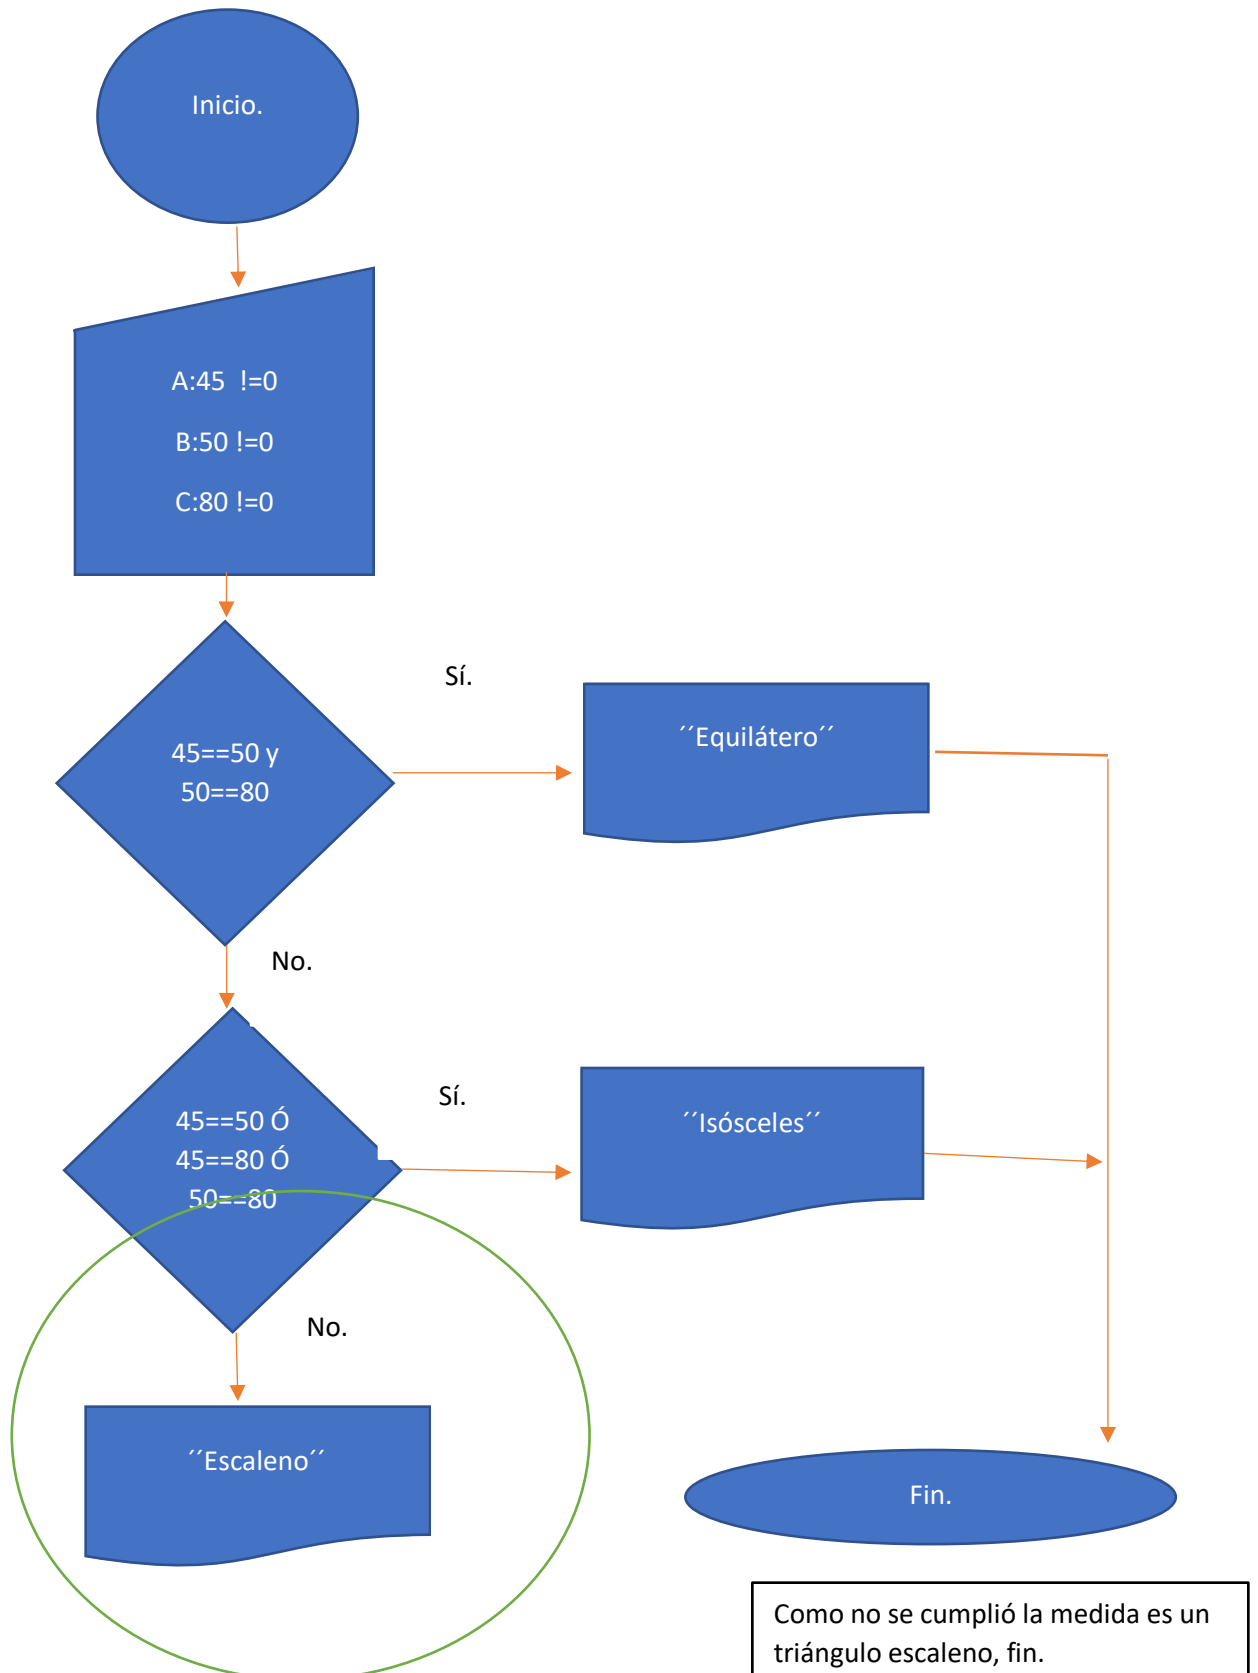 Inicio.
A:45  !=0
B:50 !=0
C:80 !=0
Sí.
45==50 y
50==80
´´Equilátero´´
No.
Sí.
45==50 Ó
45==80 Ó
50==80
´´Isósceles´´
No.
´´Escaleno´´
Fin.
Como no se cumplió la medida es un
triángulo escaleno, fin.